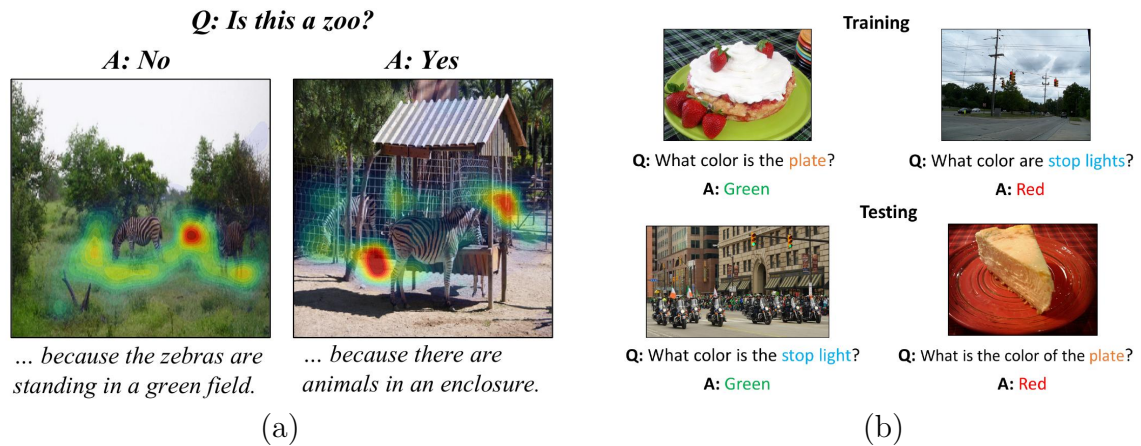 Q: Is this a zoo?
A: No
A: Yes
... because the zebras are
standing in a green field.
... because there are
animals in an enclosure.
(a)
Training
Q: What color is the plate?
A: Green
Q: What color are stop lights?
A: Red
Testing
Q: What color is the stop light?
A: Green
Q: What is the color of the plate?
A: Red
(b)